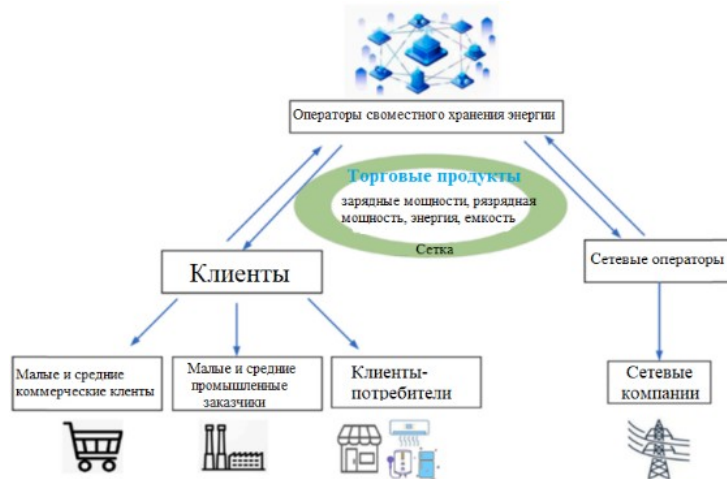 Операторы своместного хранения энергии
Торговые продукты
зарядные мощности, рязрядная
мощность, энергия, емкость
Сетка
Клиенты
Сетевые операторы
Малые и средние
коммерческие кленты
Малые и средние
промышленные
заказчики
Клиенты-
потребители
Сетевые
компании